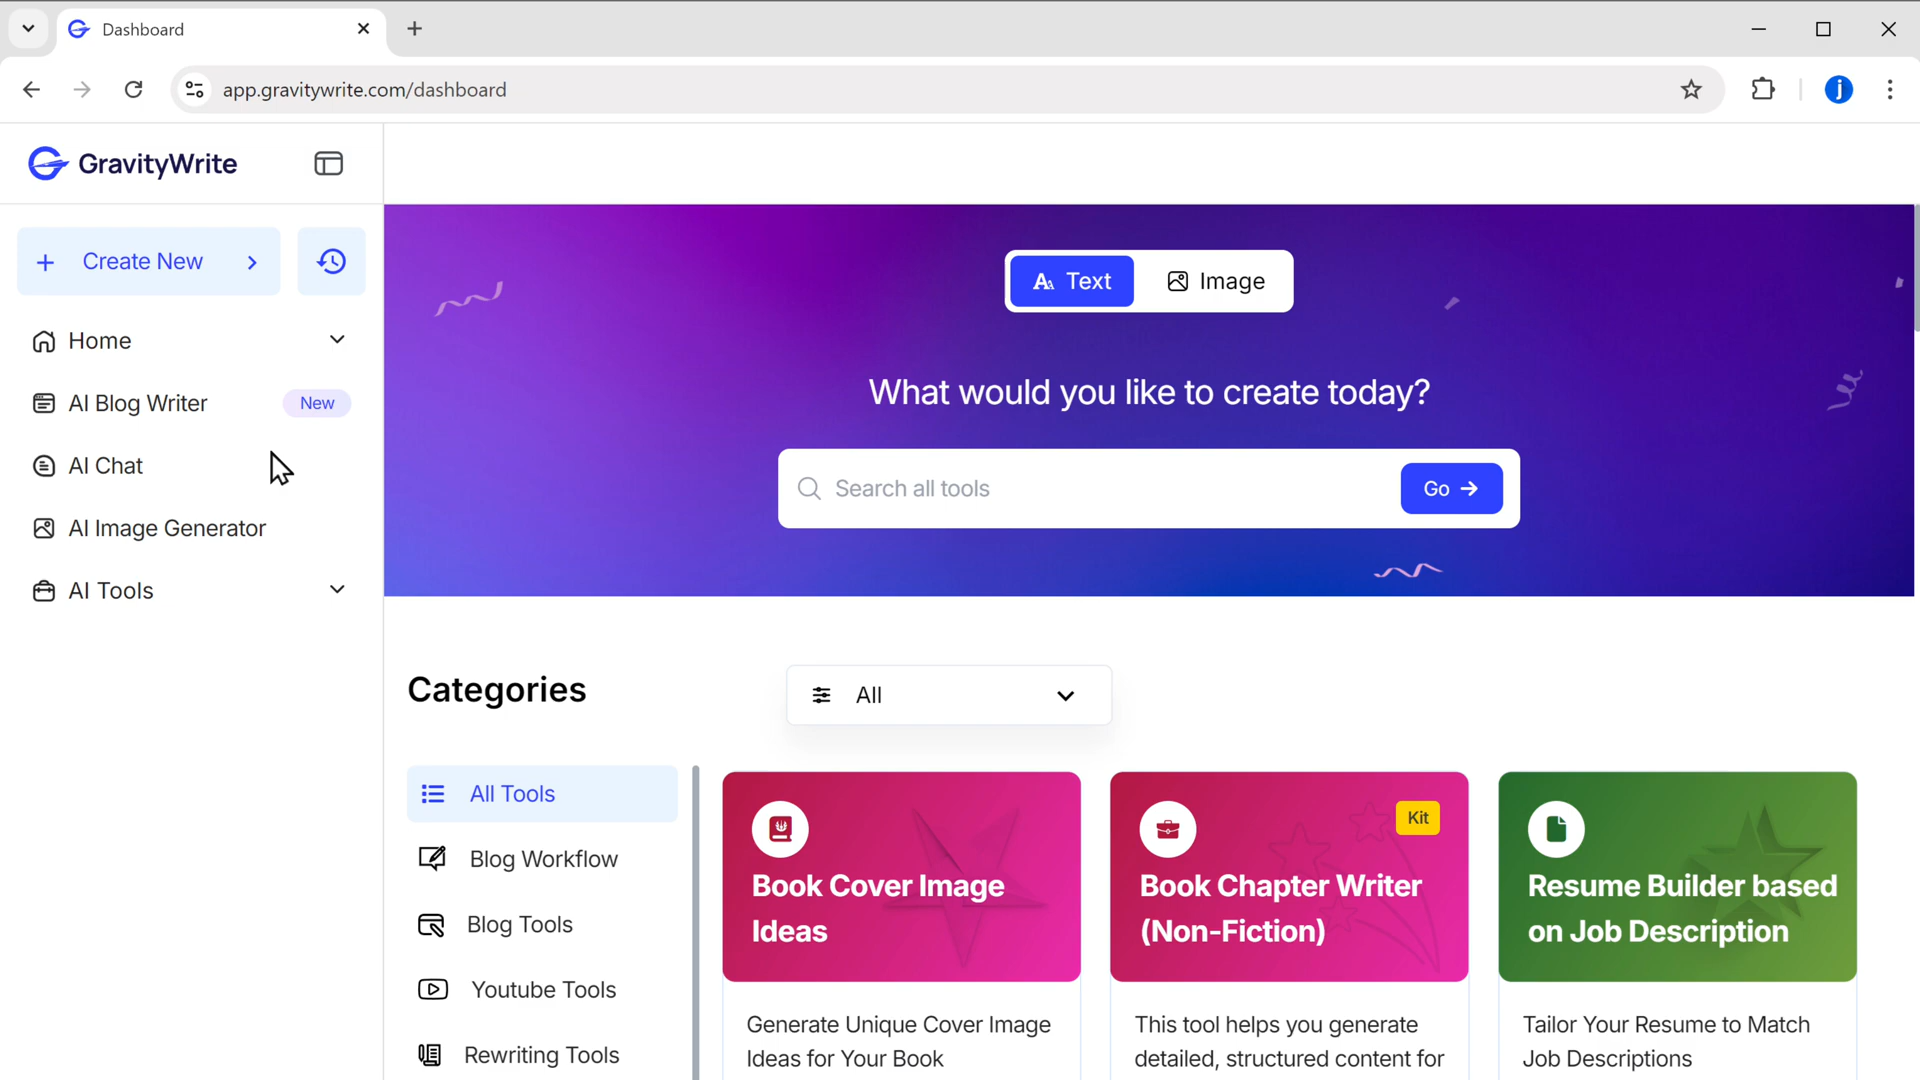 Dashboard
app.gravitywrite.com/dashboard
j
GravityWrite
Create New
Home
AI Blog Writer New
AI Chat
AI Image Generator
AI Tools
Text Image
What would you like to create today?
Search all tools
Go
Categories
All
All Tools
Blog Workflow
Blog Tools
Youtube Tools
Rewriting Tools
Book Cover Image
Ideas
Generate Unique Cover Image
Ideas for Your Book
Kit
Book Chapter Writer
(Non-Fiction)
This tool helps you generate
detailed, structured content for
Resume Builder based
on Job Description
Tailor Your Resume to Match
Job Descriptions